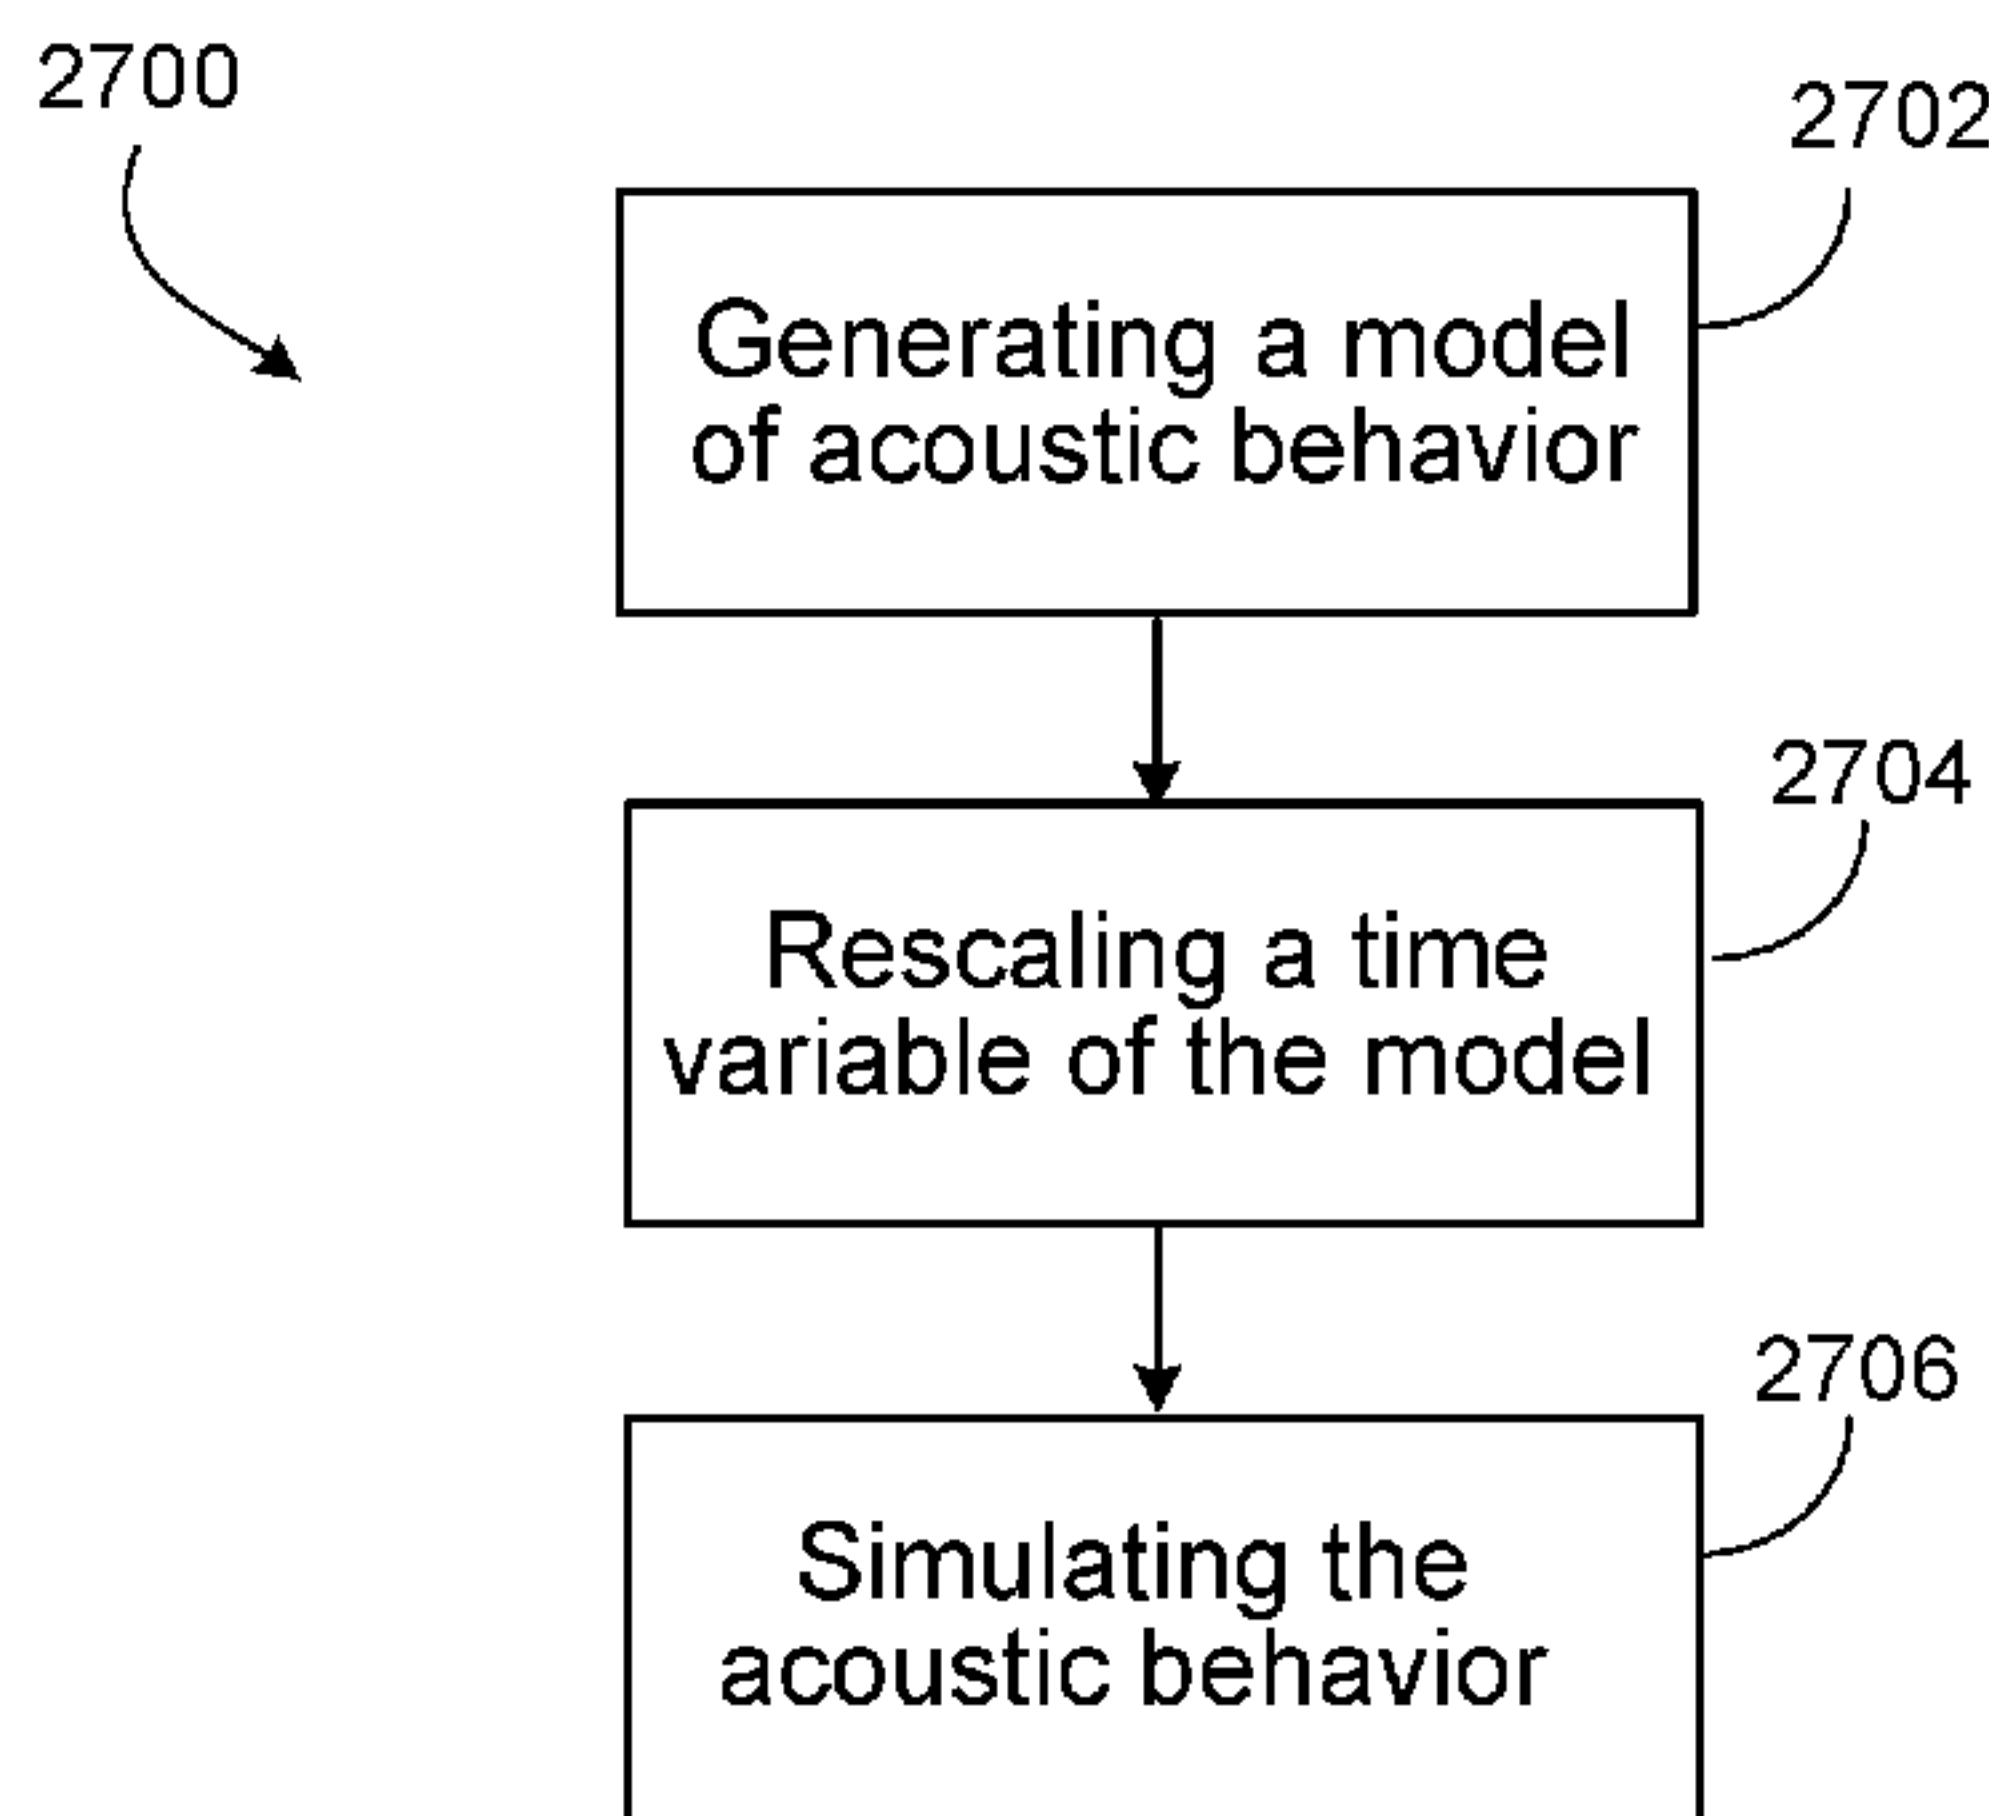 2700
2702
Generating a model
of acoustic behavior
2704
Rescaling a time
variable of the model
2706
Simulating the
acoustic behavior